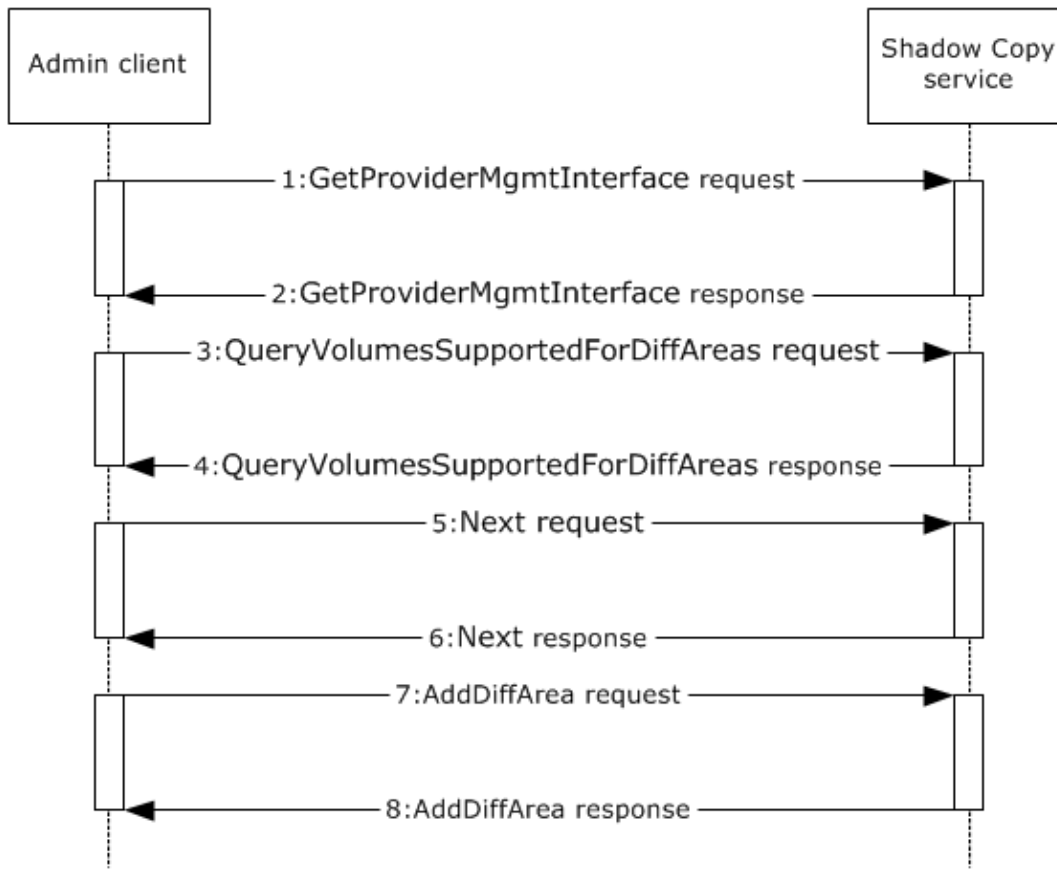 Admin client
Shadow Copy
service
1:GetProviderMgmtInterface request
2:GetProviderMgmtInterface response
3:QueryVolumesSupportedForDiffAreas request
4:QueryVolumesSupportedForDiffAreas response
5:Next request
6:Next response
7:AddDiffArea request
8:AddDiffArea response